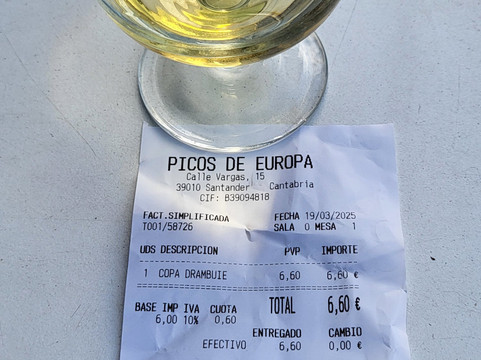 PICOS DE EUROPA
Calle Vargas, 15
39010 Santander Cantabria
CIF: B39094818
FACT.SIMPLIFICADA FECHA 19/03/2025
T001/58726 SALA 0 MESA 1
UDS DESCRIPCION PVP IMPORTE
1 COPA DRAMBUIE 6,60 6,60 €
BASE IMP IVA CUOTA TOTAL 6,60 €
6,00 10% 0,60
ENTREGADO CAMBIO
EFECTIVO 6,60 0,00 €